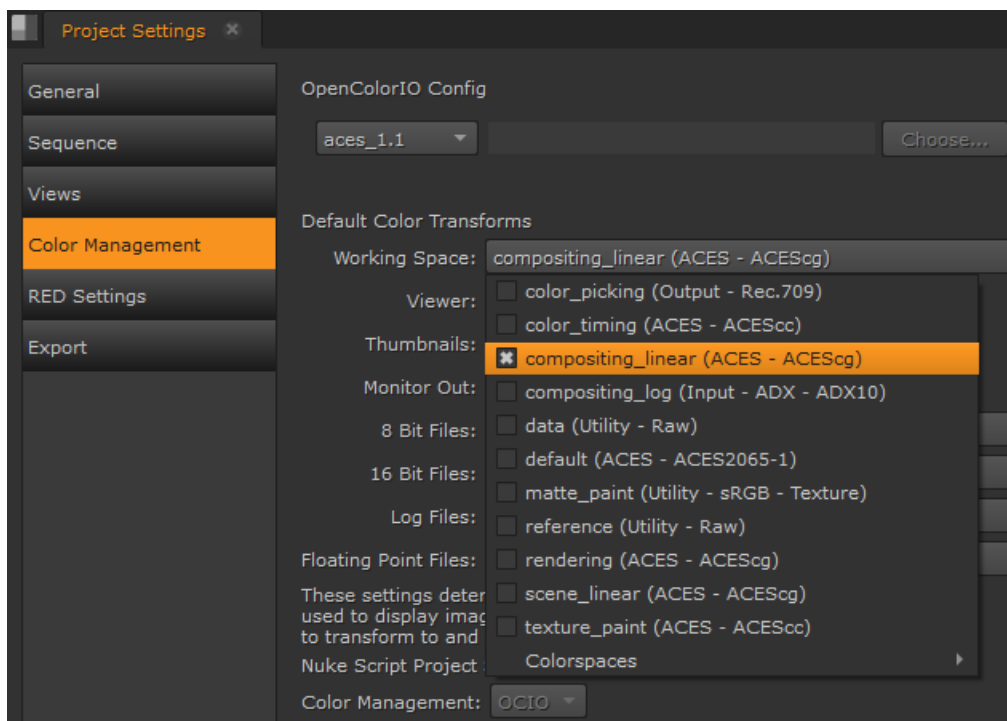 Project Settings
General
Sequence
Views
Color Management
RED Settings
Export
OpenColorIO Config
aces_1.1
Choose...
Default Color Transforms
Working Space: compositing_linear (ACES - ACEScg)
Viewer:
Thumbnails:
Monitor Out:
8 Bit Files:
16 Bit Files:
Log Files:
Floating Point Files:
color_picking (Output - Rec.709)
color_timing (ACES - ACEScc)
compositing_linear (ACES - ACEScg)
compositing_log (Input - ADX - ADX10)
data (Utility - Raw)
default (ACES - ACES2065-1)
matte_paint (Utility - sRGB - Texture)
reference (Utility - Raw)
rendering (ACES - ACEScg)
scene_linear (ACES - ACEScg)
texture_paint (ACES - ACEScc)
Colorspaces
These settings deter
used to display imag
to transform to and
Nuke Script Project
Color Management: OCIO